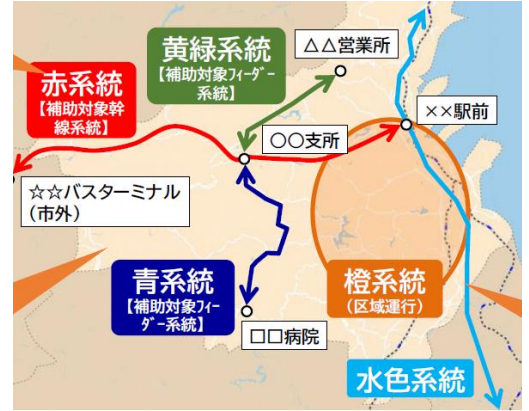 黄緑系統
【補助対象フィーダー
系統】
△△営業所
赤系統
【補助対象幹
線系統】
××駅前
〇〇支所
☆☆バスターミナル
（市外）
青系統
【補助対象フィー
ダー系統】
橙系統
（区域運行）
□□病院
水色系統